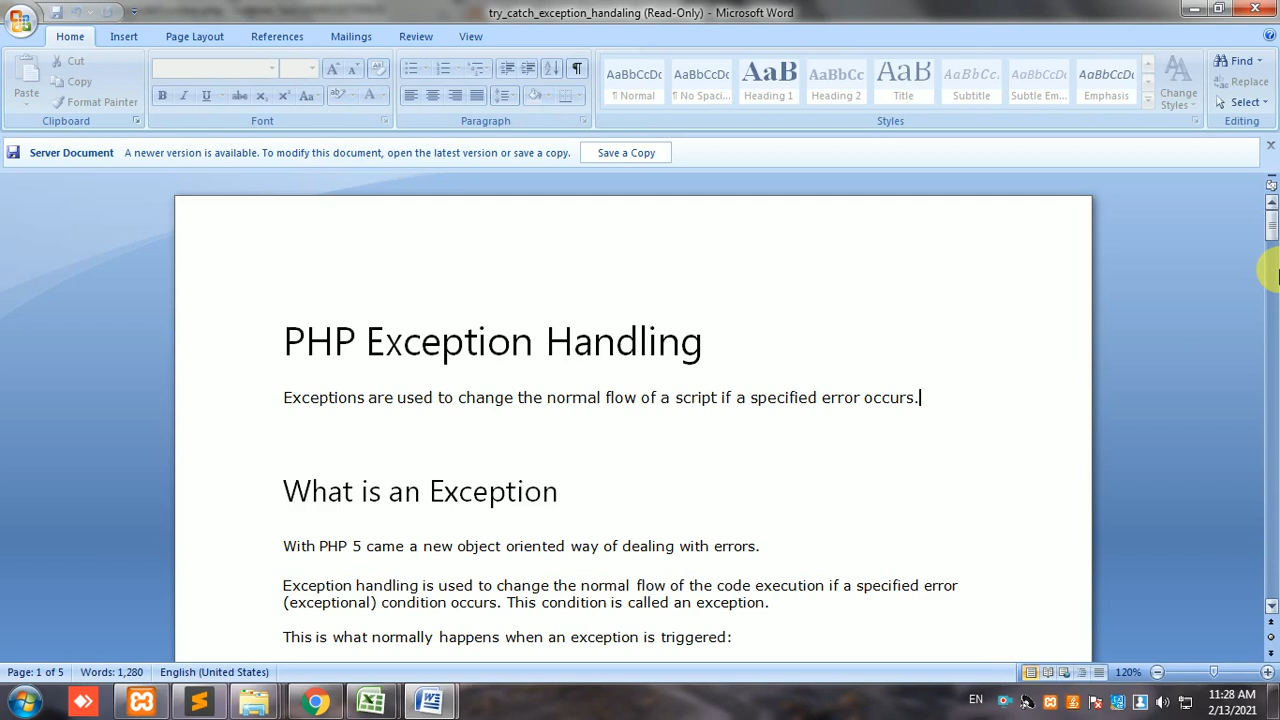 try_catch_exception_handaling (Read-Only) - Microsoft Word
Home Insert Page Layout References Mailings Review View
Paste
Cut
Copy
Format Painter
Clipboard
B I U abc x₂ x² Aa
Font
Paragraph
AaBbCcDc AaBbCcDc AaB AaBbCc AaB AaBbCc AaBbCcDc AaBbCcDc
¶ Normal ¶ No Spaci... Heading 1 Heading 2 Title Subtitle Subtle Em... Emphasis
Change Styles
Styles
Find
Replace
Select
Editing
Server Document A newer version is available. To modify this document, open the latest version or save a copy. Save a Copy
PHP Exception Handling
Exceptions are used to change the normal flow of a script if a specified error occurs.
What is an Exception
With PHP 5 came a new object oriented way of dealing with errors.
Exception handling is used to change the normal flow of the code execution if a specified error
(exceptional) condition occurs. This condition is called an exception.
This is what normally happens when an exception is triggered:
Page: 1 of 5 Words: 1,280 English (United States) 120%
EN
11:28 AM
2/13/2021